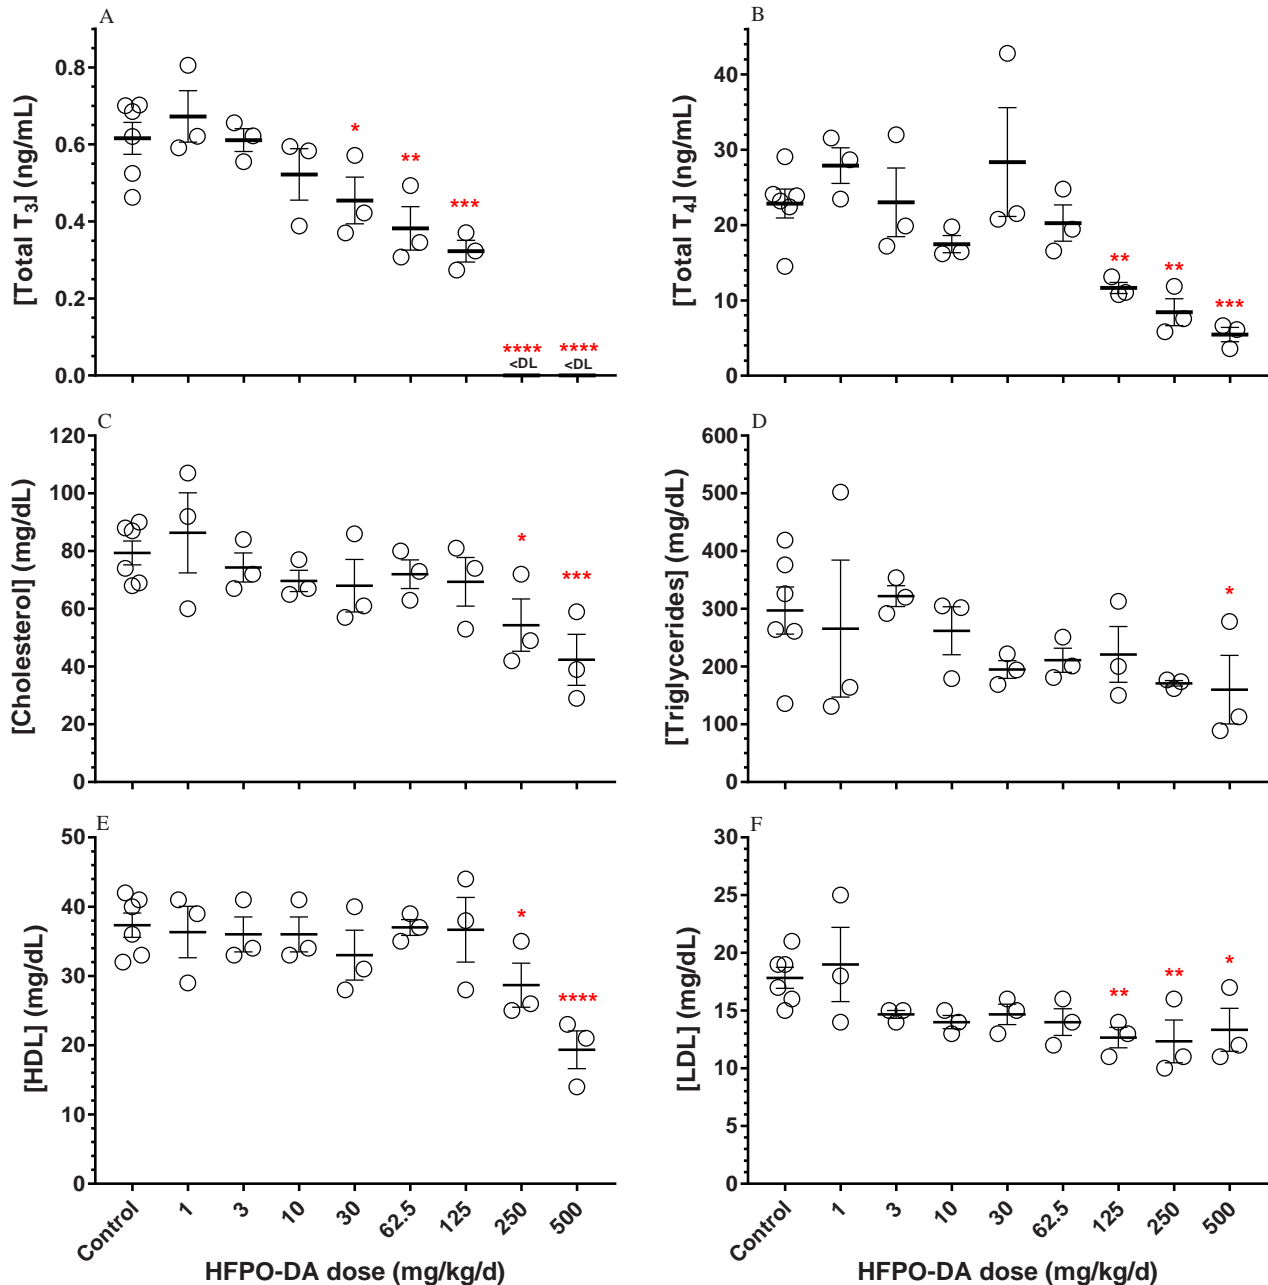 A
[Total T3] (ng/mL)
0.8
0.6
0.4
0.2
0.0
*
**
***
****
<DL
****
<DL
B
[Total T4] (ng/mL)
40
30
20
10
0
**
**
***
C
[Cholesterol] (mg/dL)
120
100
80
60
40
20
0
*
***
D
[Triglycerides] (mg/dL)
600
500
400
300
200
100
0
*
E
[HDL] (mg/dL)
50
40
30
20
10
0
*
****
Control 1 3 10 30 62.5 125 250 500
HFPO-DA dose (mg/kg/d)
F
[LDL] (mg/dL)
30
25
20
15
10
5
0
**
**
*
Control 1 3 10 30 62.5 125 250 500
HFPO-DA dose (mg/kg/d)